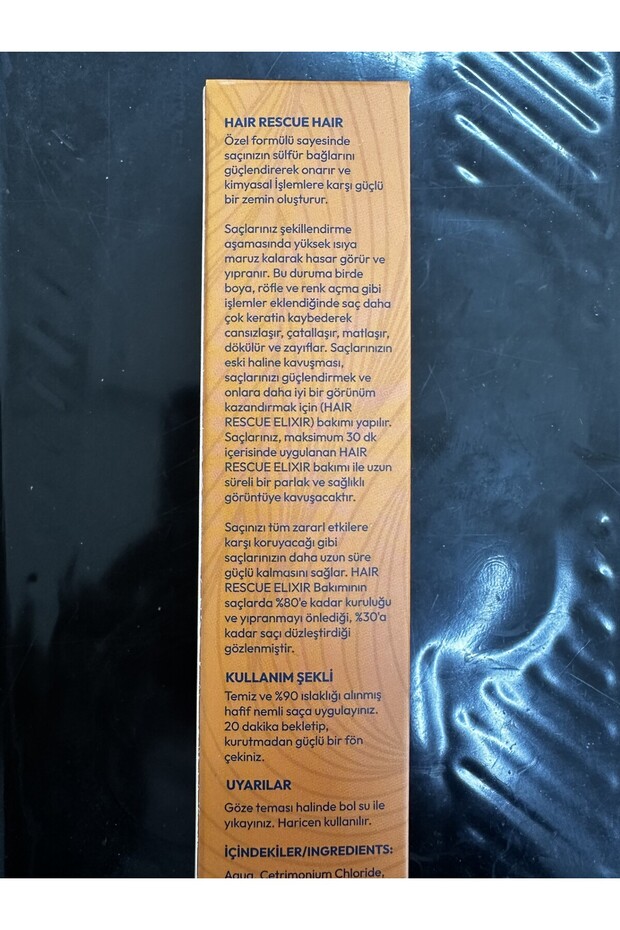 HAIR RESCUE HAIR
Özel formülü sayesinde
saçınızın sülfür bağlarını
güçlendirerek onarır ve
kimyasal İşlemlere karşı güçlü
bir zemin oluşturur.
Saçlarınız şekillendirme
aşamasında yüksek ısıya
maruz kalarak hasar görür ve
yıpranır. Bu duruma birde
boya, röfle ve renk açma gibi
işlemler eklendiğinde saç daha
çok keratin kaybederek
cansızlaşır, çatallaşır, matlaşır,
dökülür ve zayıflar. Saçlarınızın
eski haline kavuşması,
saçlarınızı güçlendirmek ve
onlara daha iyi bir görünüm
kazandırmak için (HAIR
RESCUE ELIXIR) bakımı yapılır.
Saçlarınız, maksimum 30 dk
içerisinde uygulanan HAIR
RESCUE ELIXIR bakımı ile uzun
süreli bir parlak ve sağlıklı
görüntüye kavuşacaktır.
Saçınızı tüm zararl etkilere
karşı koruyacağı gibi
saçlarınızın daha uzun süre
güçlü kalmasını sağlar. HAIR
RESCUE ELIXIR Bakımının
saçlarda %80'e kadar kuruluğu
ve yıpranmayı önlediği, %30'a
kadar saçı düzleştirdiği
gözlenmiştir.
KULLANIM ŞEKLİ
Temiz ve %90 ıslaklığı alınmış
hafif nemli saça uygulayınız.
20 dakika bekletip,
kurutmadan güçlü bir fön
çekiniz.
UYARILAR
Göze teması halinde bol su ile
yıkayınız. Haricen kullanılır.
İÇİNDEKİLER/INGREDIENTS:
Aqua, Cetrimonium Chloride,